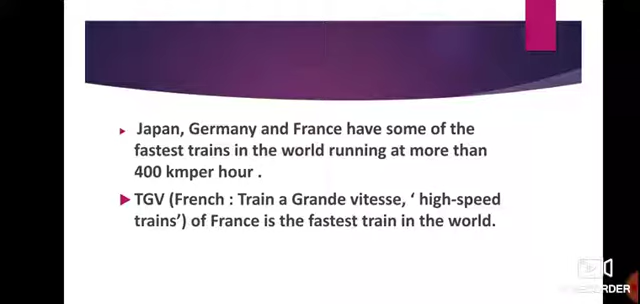 Japan, Germany and France have some of the
fastest trains in the world running at more than
400 kmper hour .
TGV (French : Train a Grande vitesse, ‘ high-speed
trains’) of France is the fastest train in the world.